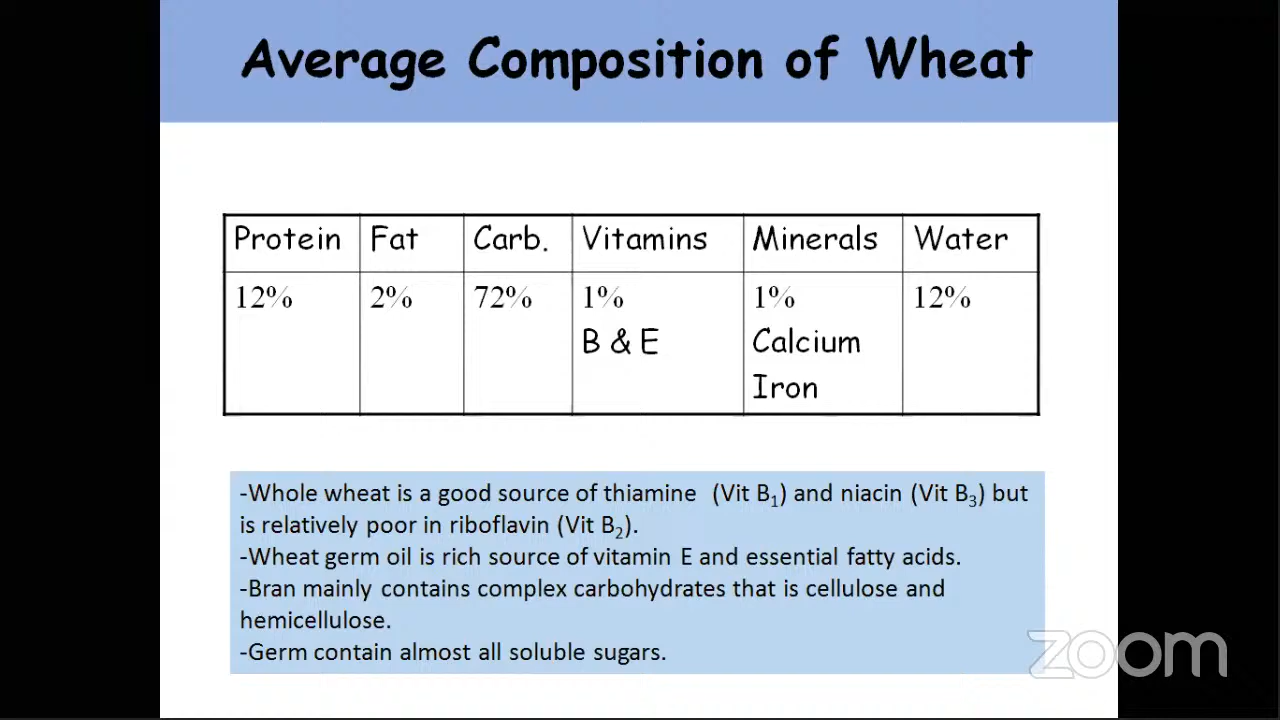 Average Composition of Wheat
Protein Fat Carb. Vitamins Minerals Water
12% 2% 72% 1% 1% 12%
B & E Calcium
Iron
-Whole wheat is a good source of thiamine (Vit B₁) and niacin (Vit B₃) but
is relatively poor in riboflavin (Vit B₂).
-Wheat germ oil is rich source of vitamin E and essential fatty acids.
-Bran mainly contains complex carbohydrates that is cellulose and
hemicellulose.
-Germ contain almost all soluble sugars.
zoom